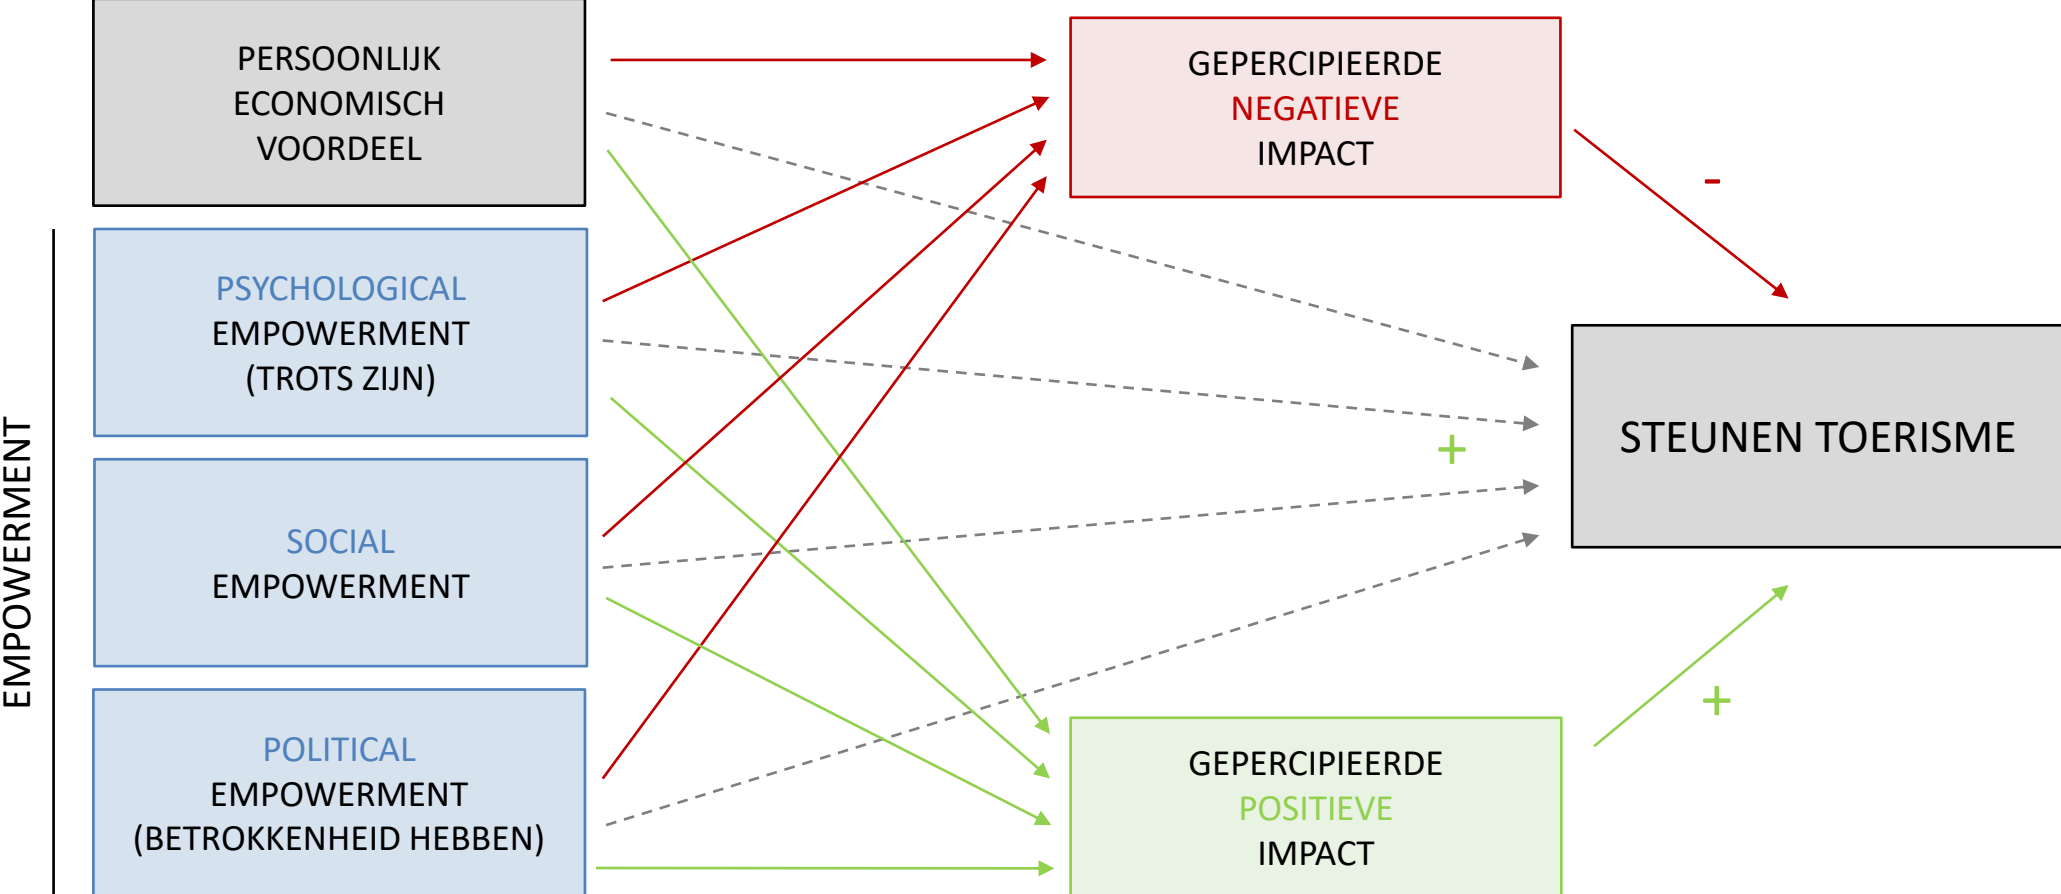 PERSOONLIJK
ECONOMISCH
VOORDEEL
GEPERCIPIEERDE
NEGATIEVE
IMPACT
-
EMPOWERMENT
PSYCHOLOGICAL
EMPOWERMENT
(TROTS ZIJN)
+
STEUNEN TOERISME
SOCIAL
EMPOWERMENT
POLITICAL
EMPOWERMENT
(BETROKKENHEID HEBBEN)
GEPERCIPIEERDE
POSITIEVE
IMPACT
+